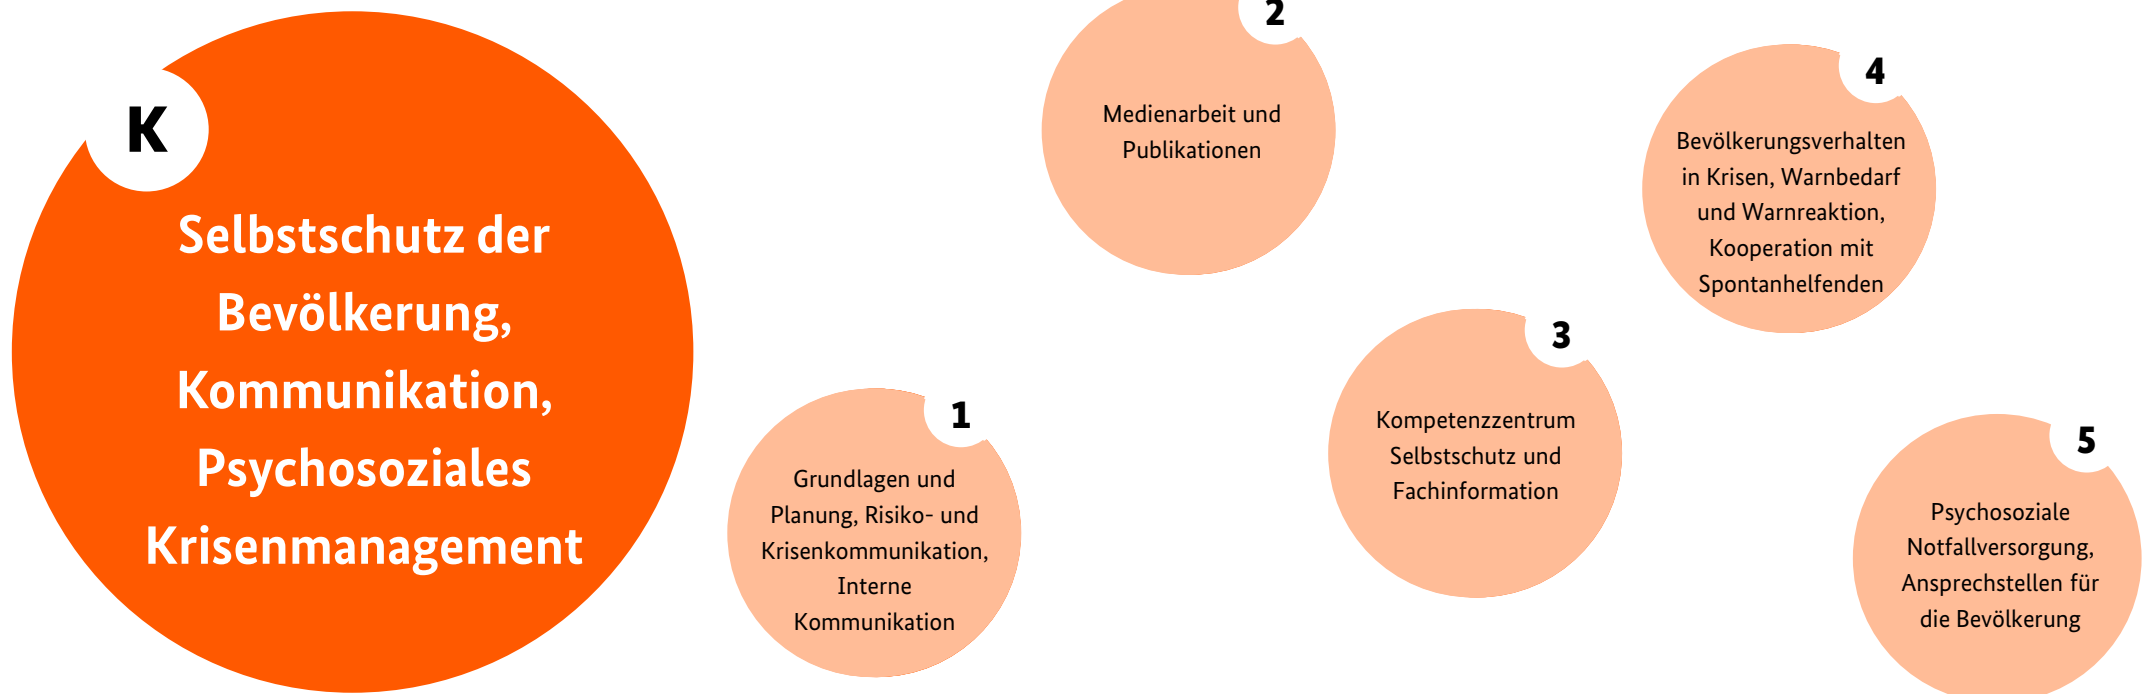 K
Selbstschutz der
Bevölkerung,
Kommunikation,
Psychosoziales
Krisenmanagement
1
Grundlagen und
Planung, Risiko- und
Krisenkommunikation,
Interne
Kommunikation
2
Medienarbeit und
Publikationen
3
Kompetenzzentrum
Selbstschutz und
Fachinformation
4
Bevölkerungsverhalten
in Krisen, Warnbedarf
und Warnreaktion,
Kooperation mit
Spontanhelfenden
5
Psychosoziale
Notfallversorgung,
Ansprechstellen für
die Bevölkerung